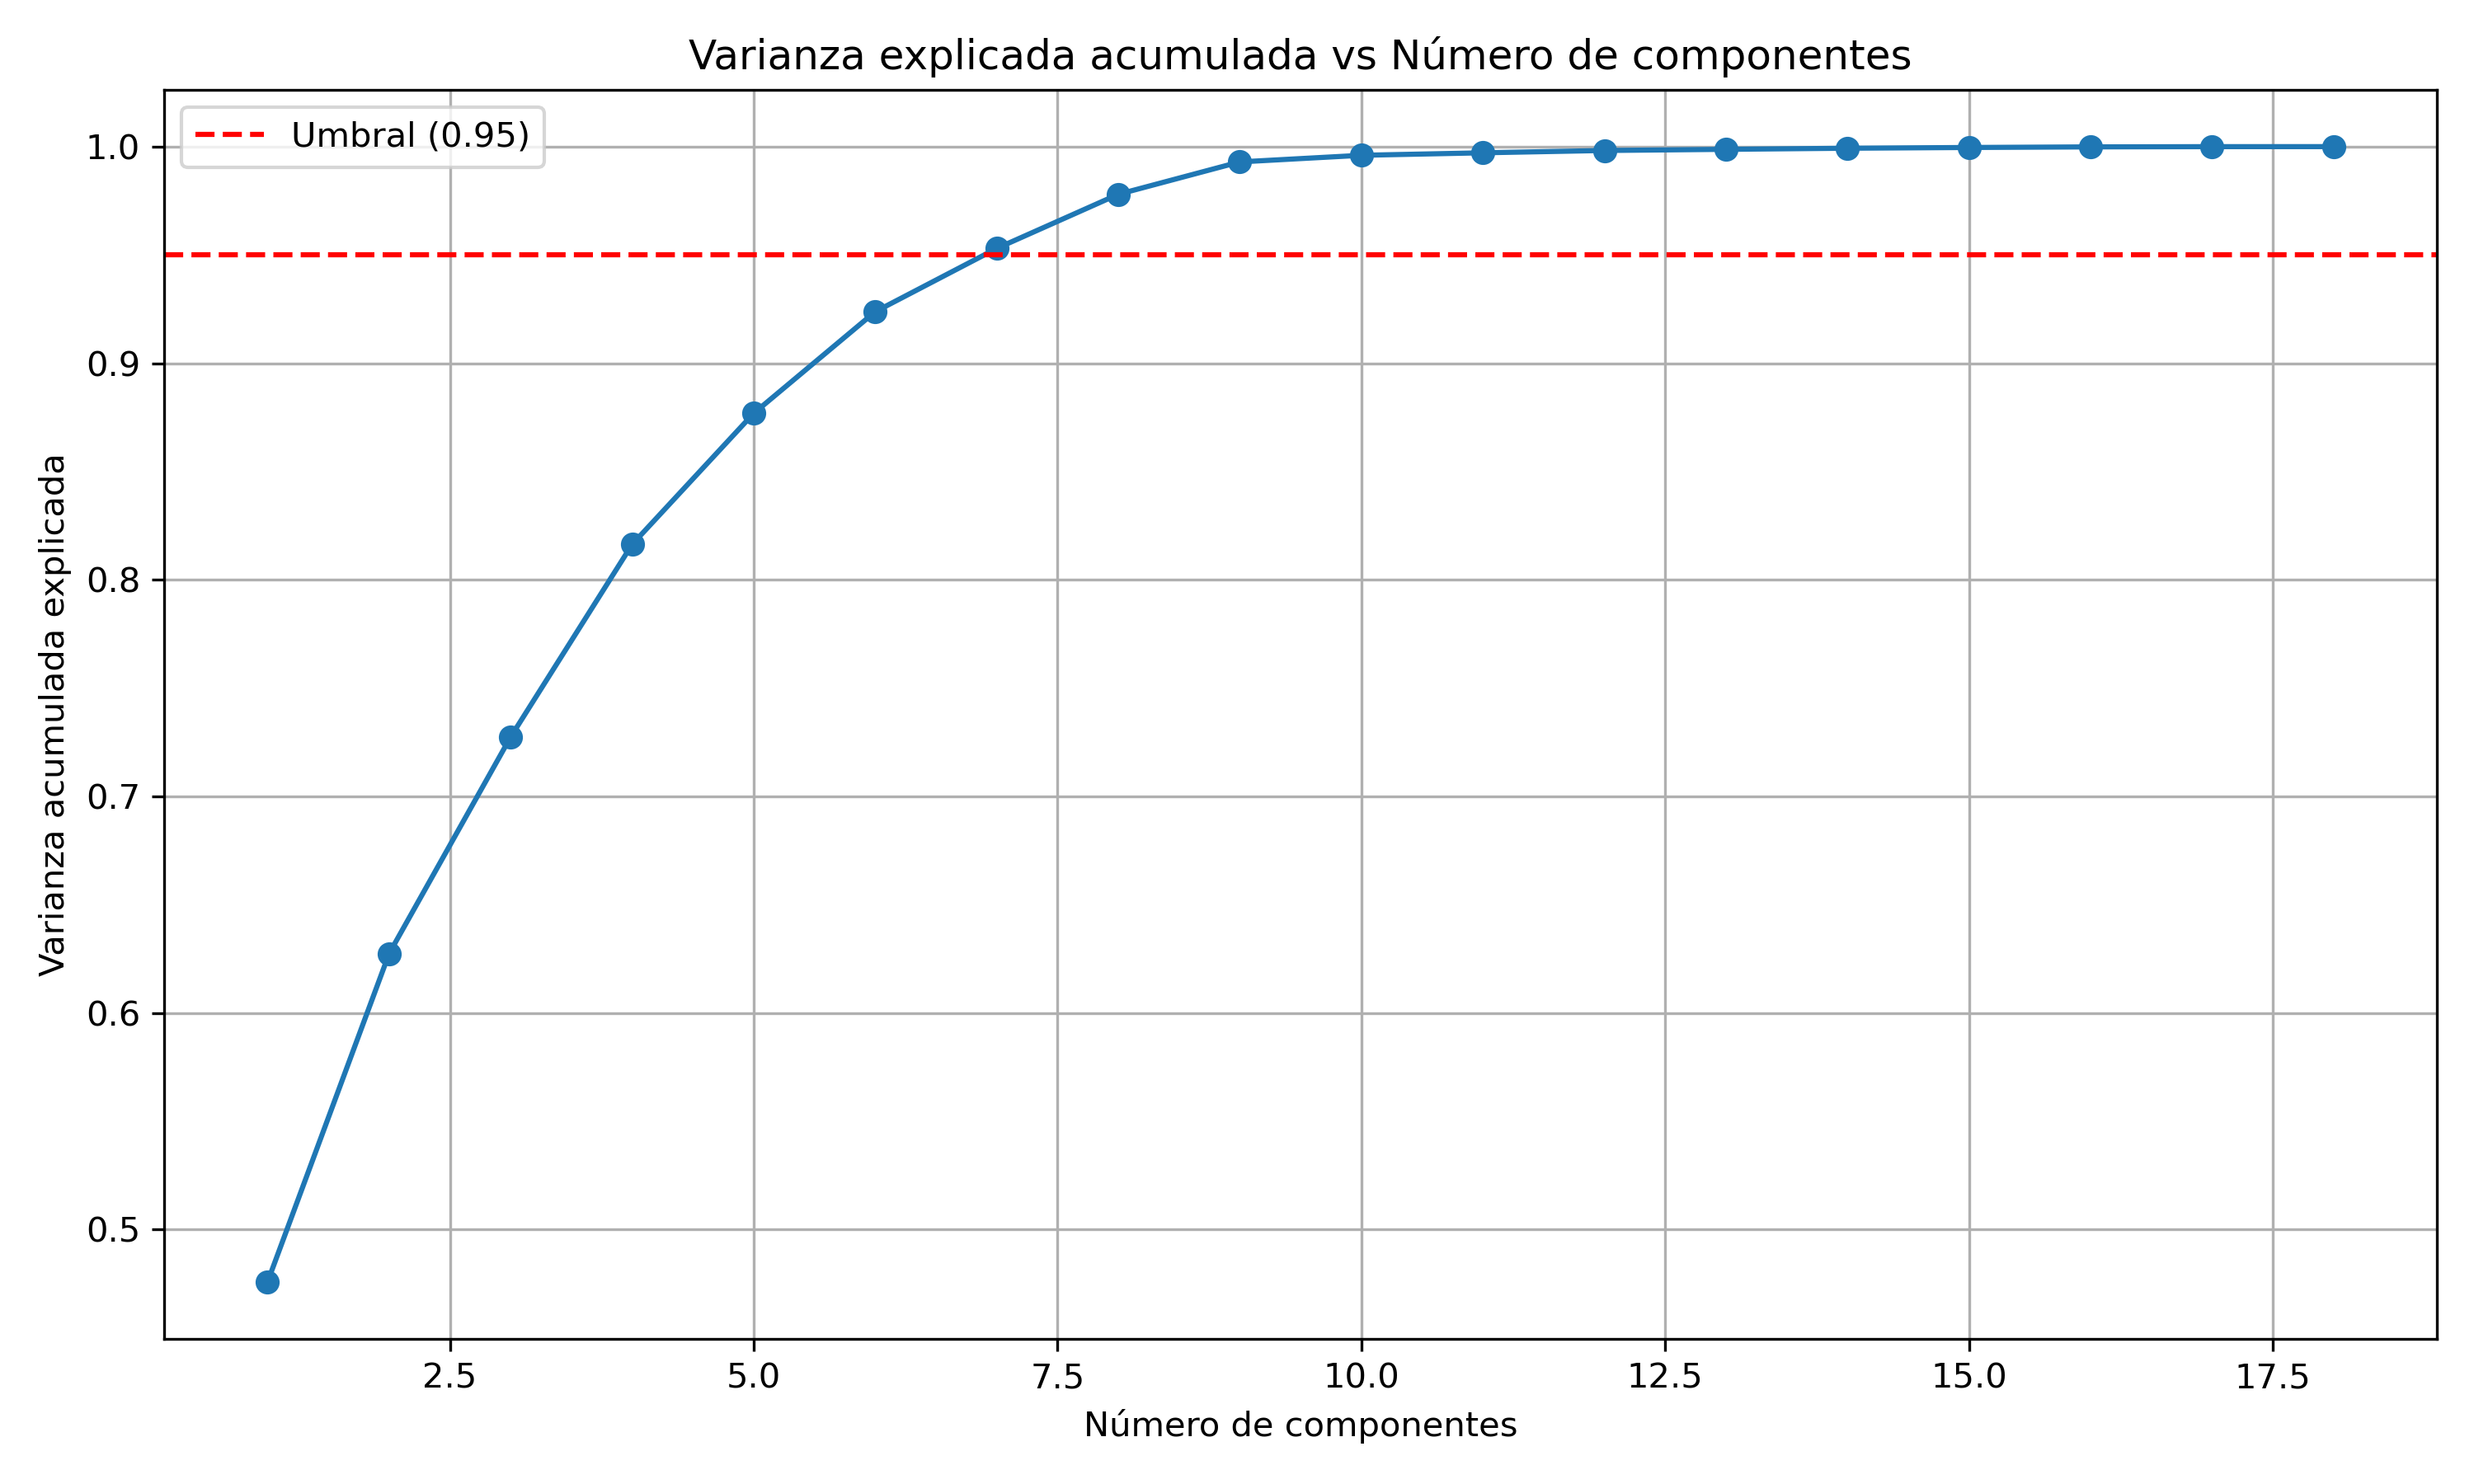 Varianza explicada acumulada vs Número de componentes
Umbral (0.95)
1.0
0.9
0.8
0.7
0.6
0.5
Varianza acumulada explicada
2.5 5.0 7.5 10.0 12.5 15.0 17.5
Número de componentes